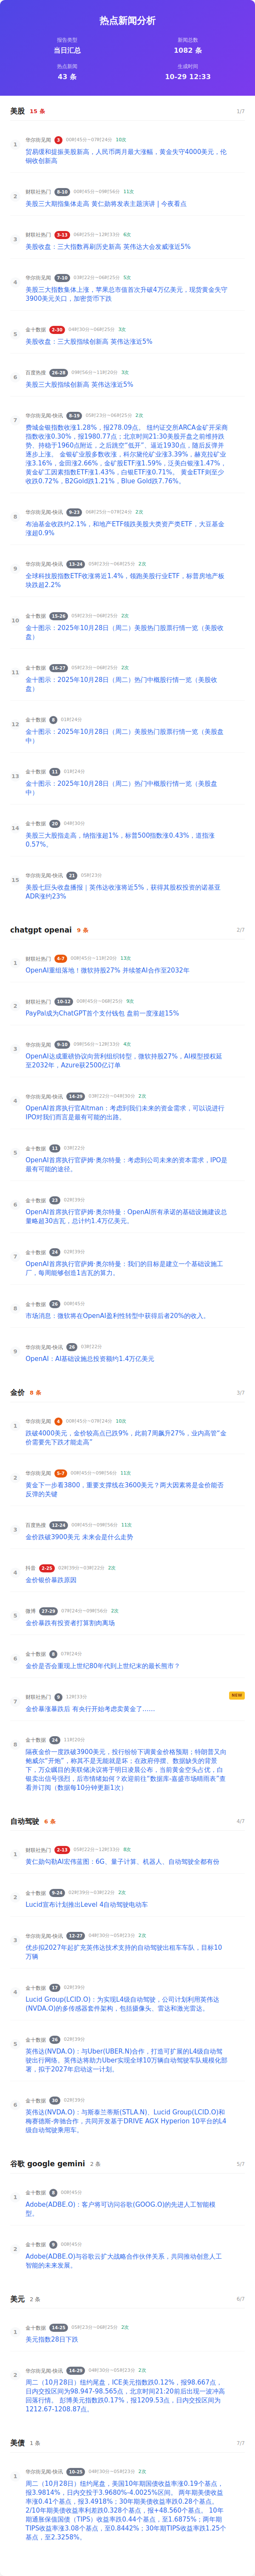 热点新闻分析
报告类型
新闻总数
当日汇总
1082 条
热点新闻
生成时间
43 条
10-29 12:33
美股 15 条
1/7
1
华尔街见闻 3 00时45分~07时24分 10次
贸易缓和提振美股新高，人民币两月最大涨幅，黄金失守4000美元，伦
铜收创新高
2
财联社热门 8-10 00时45分~09时56分 11次
美股三大期指集体走高 黄仁勋将发表主题演讲 | 今夜看点
3
财联社热门 3-13 06时25分~12时33分 6次
美股收盘：三大指数再刷历史新高 英伟达大会发威涨近5%
4
华尔街见闻 7-10 03时22分~06时25分 5次
美股三大指数集体上涨，苹果总市值首次升破4万亿美元，现货黄金失守
3900美元关口，加密货币下跌
5
金十数据 2-30 04时30分~06时25分 3次
美股收盘：三大股指续创新高 英伟达涨近5%
6
百度热搜 26-28 09时56分~11时20分 3次
美股三大股指续创新高 英伟达涨近5%
7
华尔街见闻-快讯 8-19 05时23分~06时25分 2次
费城金银指数收涨1.28%，报278.09点。 纽约证交所ARCA金矿开采商
指数收涨0.30%，报1980.77点；北京时间21:30美股开盘之前维持跌
势、持稳于1960点附近，之后跳空“低开”、逼近1930点，随后反弹并
逐步上涨。 金银矿业股多数收涨，科尔黛伦矿业涨3.39%，赫克拉矿业
涨3.16%，金田涨2.66%，金矿股ETF涨1.59%，泛美白银涨1.47%，
黄金矿工因素指数ETF涨1.43%，白银ETF涨0.71%。 黄金ETF则至少
收跌0.72%，B2Gold跌1.21%，Blue Gold跌7.76%。
8
华尔街见闻-快讯 6-23 06时25分~07时24分 2次
布油基金收跌约2.1%，和地产ETF领跌美股大类资产类ETF，大豆基金
涨超0.9%
9
华尔街见闻-快讯 13-24 05时23分~06时25分 2次
全球科技股指数ETF收涨将近1.4%，领跑美股行业ETF，标普房地产板
块跌超2.2%
10
金十数据 15-26 05时23分~06时25分 2次
金十图示：2025年10月28日（周二）美股热门股票行情一览（美股收
盘）
11
金十数据 16-27 05时23分~06时25分 2次
金十图示：2025年10月28日（周二）热门中概股行情一览（美股收
盘）
12
金十数据 8 01时24分
金十图示：2025年10月28日（周二）美股热门股票行情一览（美股盘
中）
13
金十数据 11 01时24分
金十图示：2025年10月28日（周二）热门中概股行情一览（美股盘
中）
14
金十数据 20 04时30分
美股三大股指走高，纳指涨超1%，标普500指数涨0.43%，道指涨
0.57%。
15
华尔街见闻-快讯 21 05时23分
美股七巨头收盘播报｜英伟达收涨将近5%，获得其股权投资的诺基亚
ADR涨约23%
chatgpt openai 9 条
2/7
1
财联社热门 4-7 00时45分~11时20分 13次
OpenAI重组落地！微软持股27% 并续签AI合作至2032年
2
财联社热门 10-12 00时45分~06时25分 9次
PayPal成为ChatGPT首个支付钱包 盘前一度涨超15%
3
华尔街见闻 9-10 09时56分~12时33分 4次
OpenAI达成重磅协议向营利组织转型，微软持股27%，AI模型授权延
至2032年，Azure获2500亿订单
4
华尔街见闻-快讯 14-29 03时22分~04时30分 2次
OpenAI首席执行官Altman：考虑到我们未来的资金需求，可以说进行
IPO对我们而言是最有可能的出路。
5
金十数据 11 03时22分
OpenAI首席执行官萨姆·奥尔特曼：考虑到公司未来的资本需求，IPO是
最有可能的途径。
6
金十数据 23 02时39分
OpenAI首席执行官萨姆·奥尔特曼：OpenAI所有承诺的基础设施建设总
量略超30吉瓦，总计约1.4万亿美元。
7
金十数据 24 02时39分
OpenAI首席执行官萨姆·奥尔特曼：我们的目标是建立一个基础设施工
厂，每周能够创造1吉瓦的算力。
8
金十数据 26 00时45分
市场消息：微软将在OpenAI盈利性转型中获得后者20%的收入。
9
华尔街见闻-快讯 26 03时22分
OpenAI：AI基础设施总投资额约1.4万亿美元
金价 8 条
3/7
1
华尔街见闻 4 00时45分~07时24分 10次
跌破4000美元，金价较高点已跌9%，此前7周飙升27%，业内高管“金
价需要先下跌才能走高”
2
华尔街见闻 5-7 00时45分~09时56分 11次
黄金下一步看3800，重要支撑线在3600美元？两大因素将是金价能否
反弹的关键
3
百度热搜 12-24 00时45分~09时56分 11次
金价跌破3900美元 未来会是什么走势
4
抖音 2-25 02时39分~03时22分 2次
金价银价暴跌原因
5
微博 27-29 07时24分~09时56分 2次
金价暴跌有投资者打算割肉离场
6
金十数据 8 07时24分
金价是否会重现上世纪80年代到上世纪末的最长熊市？
7
财联社热门 9 12时33分
NEW
金价暴涨暴跌后 有央行开始考虑卖黄金了……
8
金十数据 24 11时20分
隔夜金价一度跌破3900美元，投行纷纷下调黄金价格预期；特朗普又向
鲍威尔“开炮”，称其不是无能就是坏；在政府停摆、数据缺失的背景
下，万众瞩目的美联储决议将于明日凌晨公布，当前黄金空头占优，白
银卖出信号强烈，后市情绪如何？欢迎前往“数据库-嘉盛市场晴雨表”查
看并订阅（数据每10分钟更新1次）
自动驾驶 6 条
4/7
1
财联社热门 2-13 05时22分~12时33分 8次
黄仁勋勾勒AI宏伟蓝图：6G、量子计算、机器人、自动驾驶全都有份
2
金十数据 9-24 02时39分~03时22分 2次
Lucid宣布计划推出Level 4自动驾驶电动车
3
华尔街见闻-快讯 12-27 04时30分~05时23分 2次
优步拟2027年起扩充英伟达技术支持的自动驾驶出租车车队，目标10
万辆
4
金十数据 17 02时39分
Lucid Group(LCID.O)：为实现L4级自动驾驶，公司计划利用英伟达
(NVDA.O)的多传感器套件架构，包括摄像头、雷达和激光雷达。
5
金十数据 26 02时39分
英伟达(NVDA.O)：与Uber(UBER.N)合作，打造可扩展的L4级自动驾
驶出行网络。英伟达将助力Uber实现全球10万辆自动驾驶车队规模化部
署，拟于2027年启动这一计划。
6
金十数据 30 02时39分
英伟达(NVDA.O)：与斯泰兰蒂斯(STLA.N)、Lucid Group(LCID.O)和
梅赛德斯-奔驰合作，共同开发基于DRIVE AGX Hyperion 10平台的L4
级自动驾驶乘用车。
谷歌 google gemini 2 条
5/7
1
金十数据 8 00时45分
Adobe(ADBE.O)：客户将可访问谷歌(GOOG.O)的先进人工智能模
型。
2
金十数据 9 00时45分
Adobe(ADBE.O)与谷歌云扩大战略合作伙伴关系，共同推动创意人工
智能的未来发展。
美元 2 条
6/7
1
金十数据 14-25 05时23分~06时25分 2次
美元指数28日下跌
2
华尔街见闻-快讯 14-29 04时30分~05时23分 2次
周二（10月28日）纽约尾盘，ICE美元指数跌0.12%，报98.667点，
日内交投区间为98.947-98.565点，北京时间21:20前后出现一波冲高
回落行情。 彭博美元指数跌0.17%，报1209.53点，日内交投区间为
1212.67-1208.87点。
美债 1 条
7/7
1
华尔街见闻-快讯 10-25 04时30分~05时23分 2次
周二（10月28日）纽约尾盘，美国10年期国债收益率涨0.19个基点，
报3.9814%，日内交投于3.9680%-4.0025%区间。 两年期美债收益
率涨0.41个基点，报3.4918%；30年期美债收益率跌0.28个基点。
2/10年期美债收益率利差跌0.328个基点，报+48.560个基点。 10年
期通胀保值国债（TIPS）收益率跌0.44个基点，至1.6875%；两年期
TIPS收益率涨3.08个基点，至0.8442%；30年期TIPS收益率跌1.25个
基点，至2.3258%。